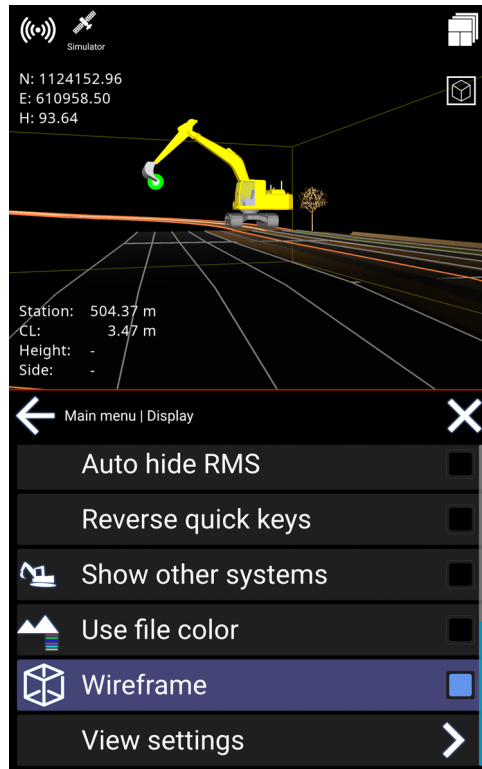 Simulator
N: 1124152.96
E: 610958.50
H: 93.64
Station: 504.37 m
CL: 3.47 m
Height: -
Side: -
Main menu | Display
Auto hide RMS
Reverse quick keys
Show other systems
Use file color
Wireframe
View settings